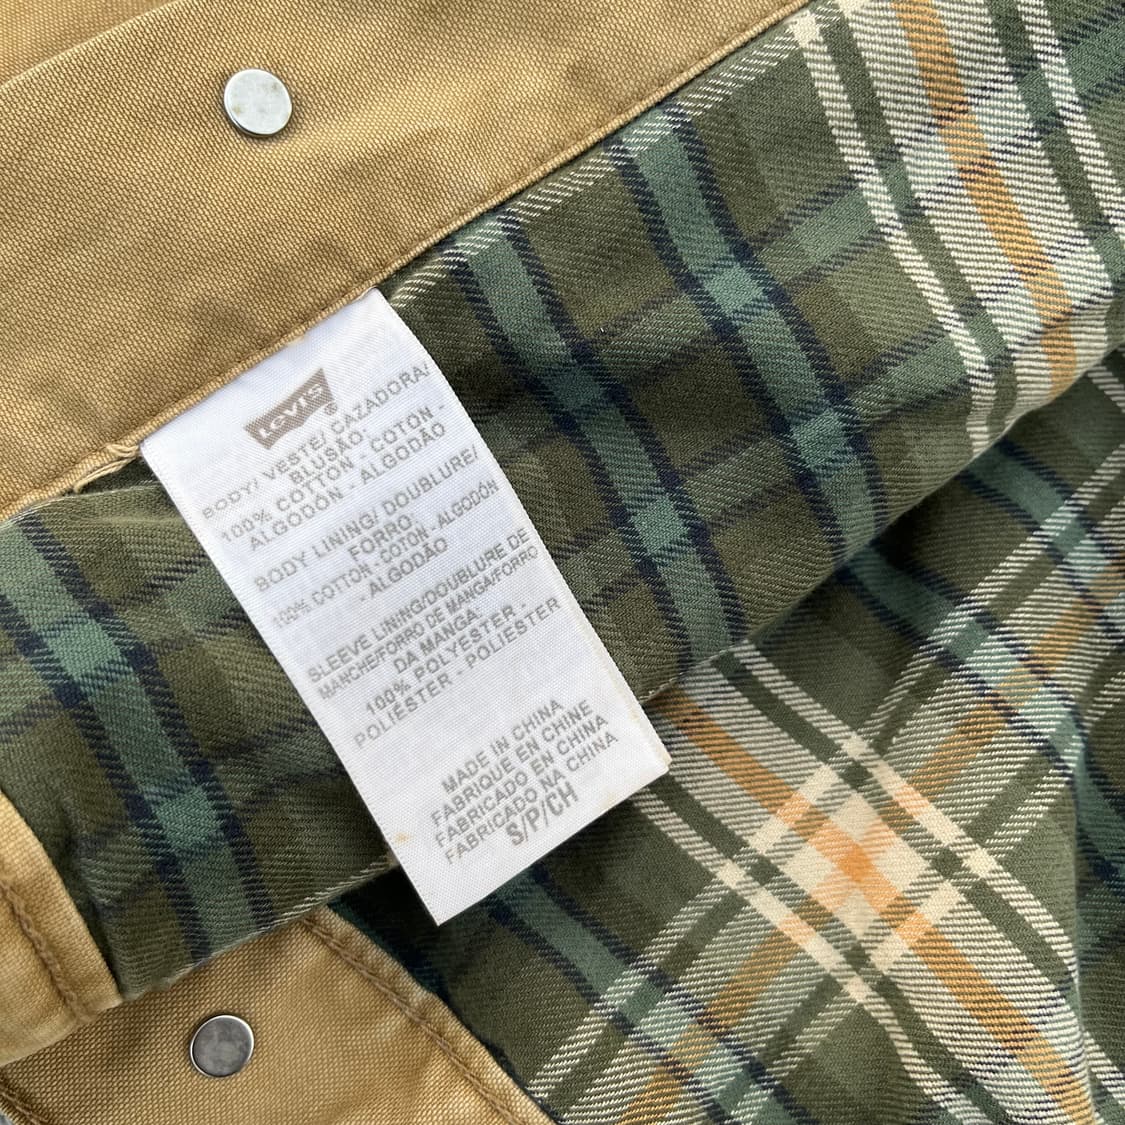 LEVI'S®
BODY/ VESTE/ CAZADORA/
BLUSÃO:
100% COTTON - COTON -
ALGODÓN - ALGODÃO
BODY LINING/ DOUBLURE/
FORRO:
100% COTTON - COTON - ALGODÓN
- ALGODÃO
SLEEVE LINING/DOUBLURE DE
MANCHE/FORRO DE MANGA/FORRO
DA MANGA:
100% POLYESTER -
POLIÉSTER - POLIESTER
MADE IN CHINA
FABRIQUE EN CHINE
FABRICADO EN CHINA
FABRICADO NA CHINA
S/P/CH